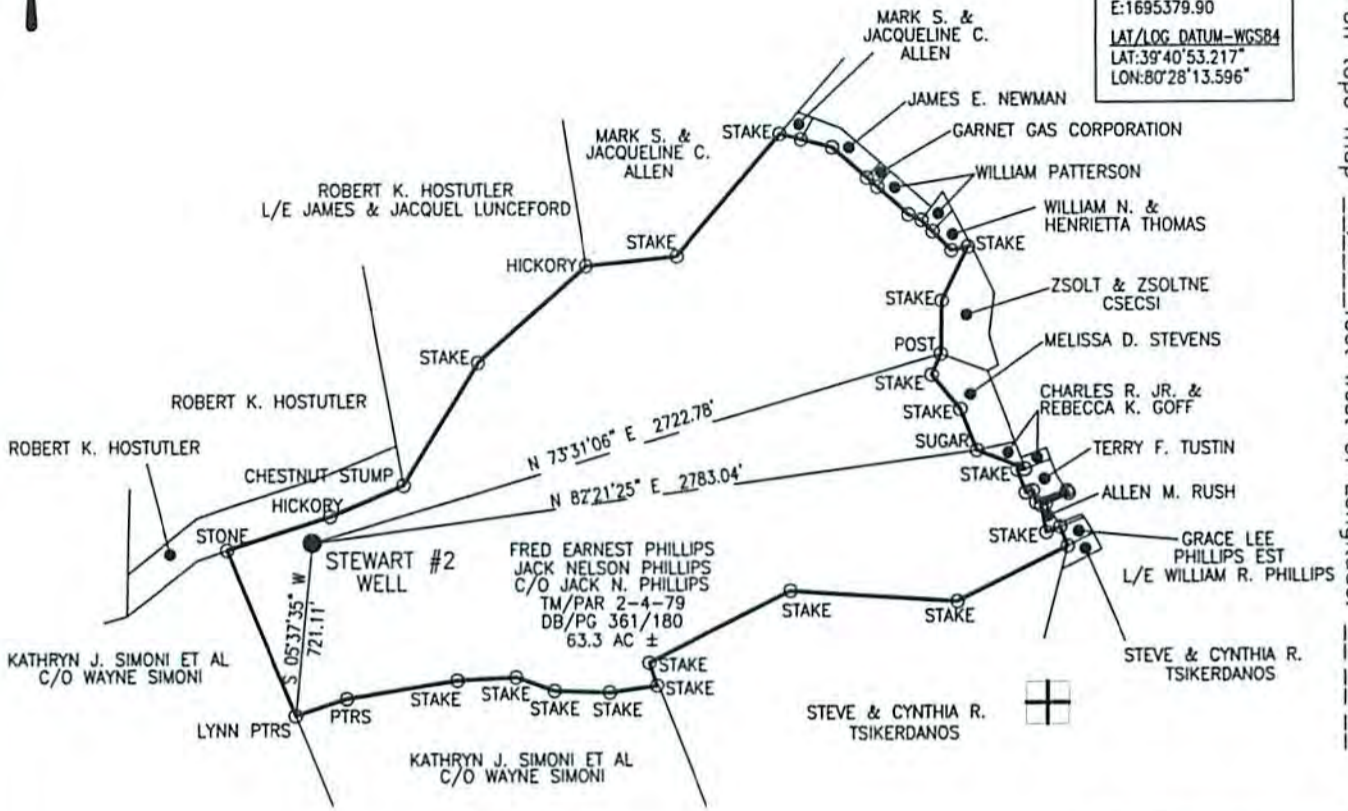 E:1695379.90
LAT/LOG DATUM-WGS84
LAT:39°40'53.217"
LON:80°28'13.596"
MARK S. &
JACQUELINE C.
ALLEN
JAMES E. NEWMAN
GARNET GAS CORPORATION
WILLIAM PATTERSON
WILLIAM N. &
HENRIETTA THOMAS
STAKE
MARK S. &
JACQUELINE C.
ALLEN
ROBERT K. HOSTUTLER
L/E JAMES & JACQUEL LUNCEFORD
STAKE
HICKORY
STAKE
STAKE
ZSOLT & ZSOLTNE
CSECSI
POST
MELISSA D. STEVENS
STAKE
STAKE
STAKE
CHARLES R. JR. &
REBECCA K. GOFF
ROBERT K. HOSTUTLER
SUGAR
TERRY F. TUSTIN
ROBERT K. HOSTUTLER
N 73°31'06" E 2722.78'
N 82°21'25" E 2783.04'
CHESTNUT STUMP
STAKE
HICKORY
ALLEN M. RUSH
STONE
STAKE
GRACE LEE
PHILLIPS EST
L/E WILLIAM R. PHILLIPS
STEWART #2
WELL
FRED EARNEST PHILLIPS
JACK NELSON PHILLIPS
C/O JACK N. PHILLIPS
TM/PAR 2-4-79
DB/PG 361/180
63.3 AC ±
S 05°37'35" W
721.11'
STAKE
STAKE
STEVE & CYNTHIA R.
TSIKERDANOS
KATHRYN J. SIMONI ET AL
C/O WAYNE SIMONI
STAKE
STAKE
STAKE
STAKE
STAKE
STAKE
PTRS
LYNN PTRS
STEVE & CYNTHIA R.
TSIKERDANOS
KATHRYN J. SIMONI ET AL
C/O WAYNE SIMONI
topo map